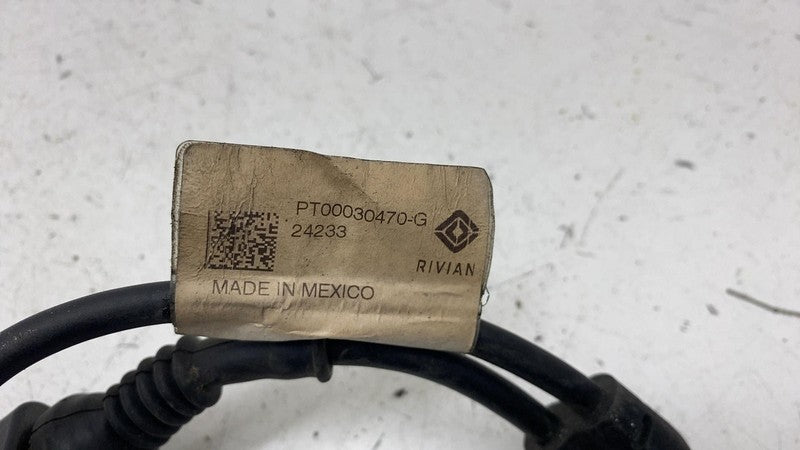 PT00030470-G
24233
RIVIAN
MADE IN MEXICO